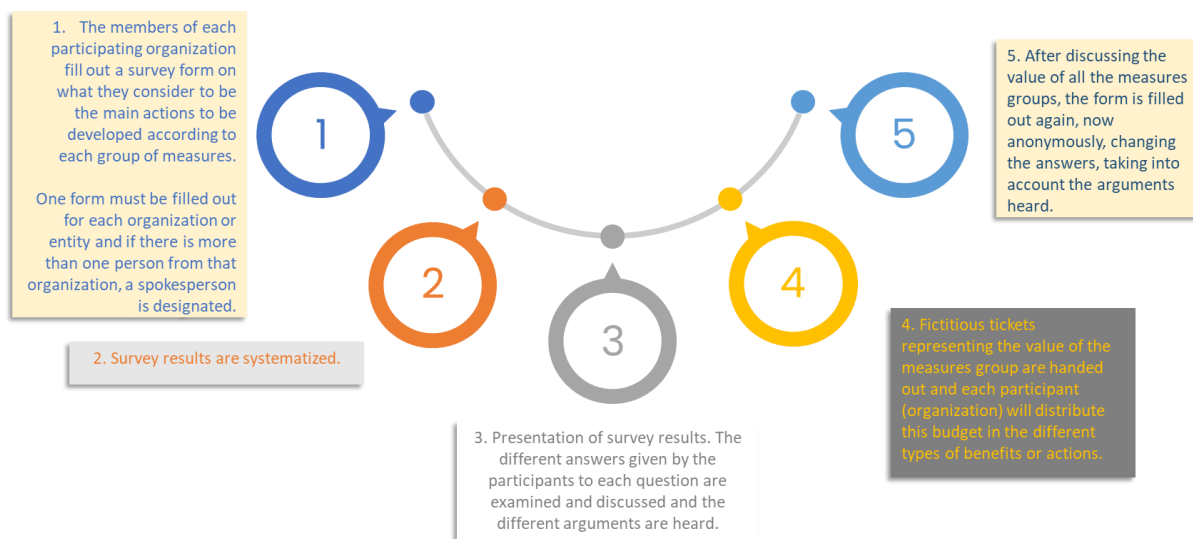 1. The members of each
participating organization
fill out a survey form on
what they consider to be
the main actions to be
developed according to
each group of measures.
One form must be filled out
for each organization or
entity and if there is more
than one person from that
organization, a spokesperson
is designated.
1
2
2. Survey results are systematized.
3
3. Presentation of survey results. The
different answers given by the
participants to each question are
examined and discussed and the
different arguments are heard.
4
4. Fictitious tickets
representing the value of the
measures group are handed
out and each participant
(organization) will distribute
this budget in the different
types of benefits or actions.
5
5. After discussing the
value of all the measures
groups, the form is filled
out again, now
anonymously, changing
the answers, taking into
account the arguments
heard.